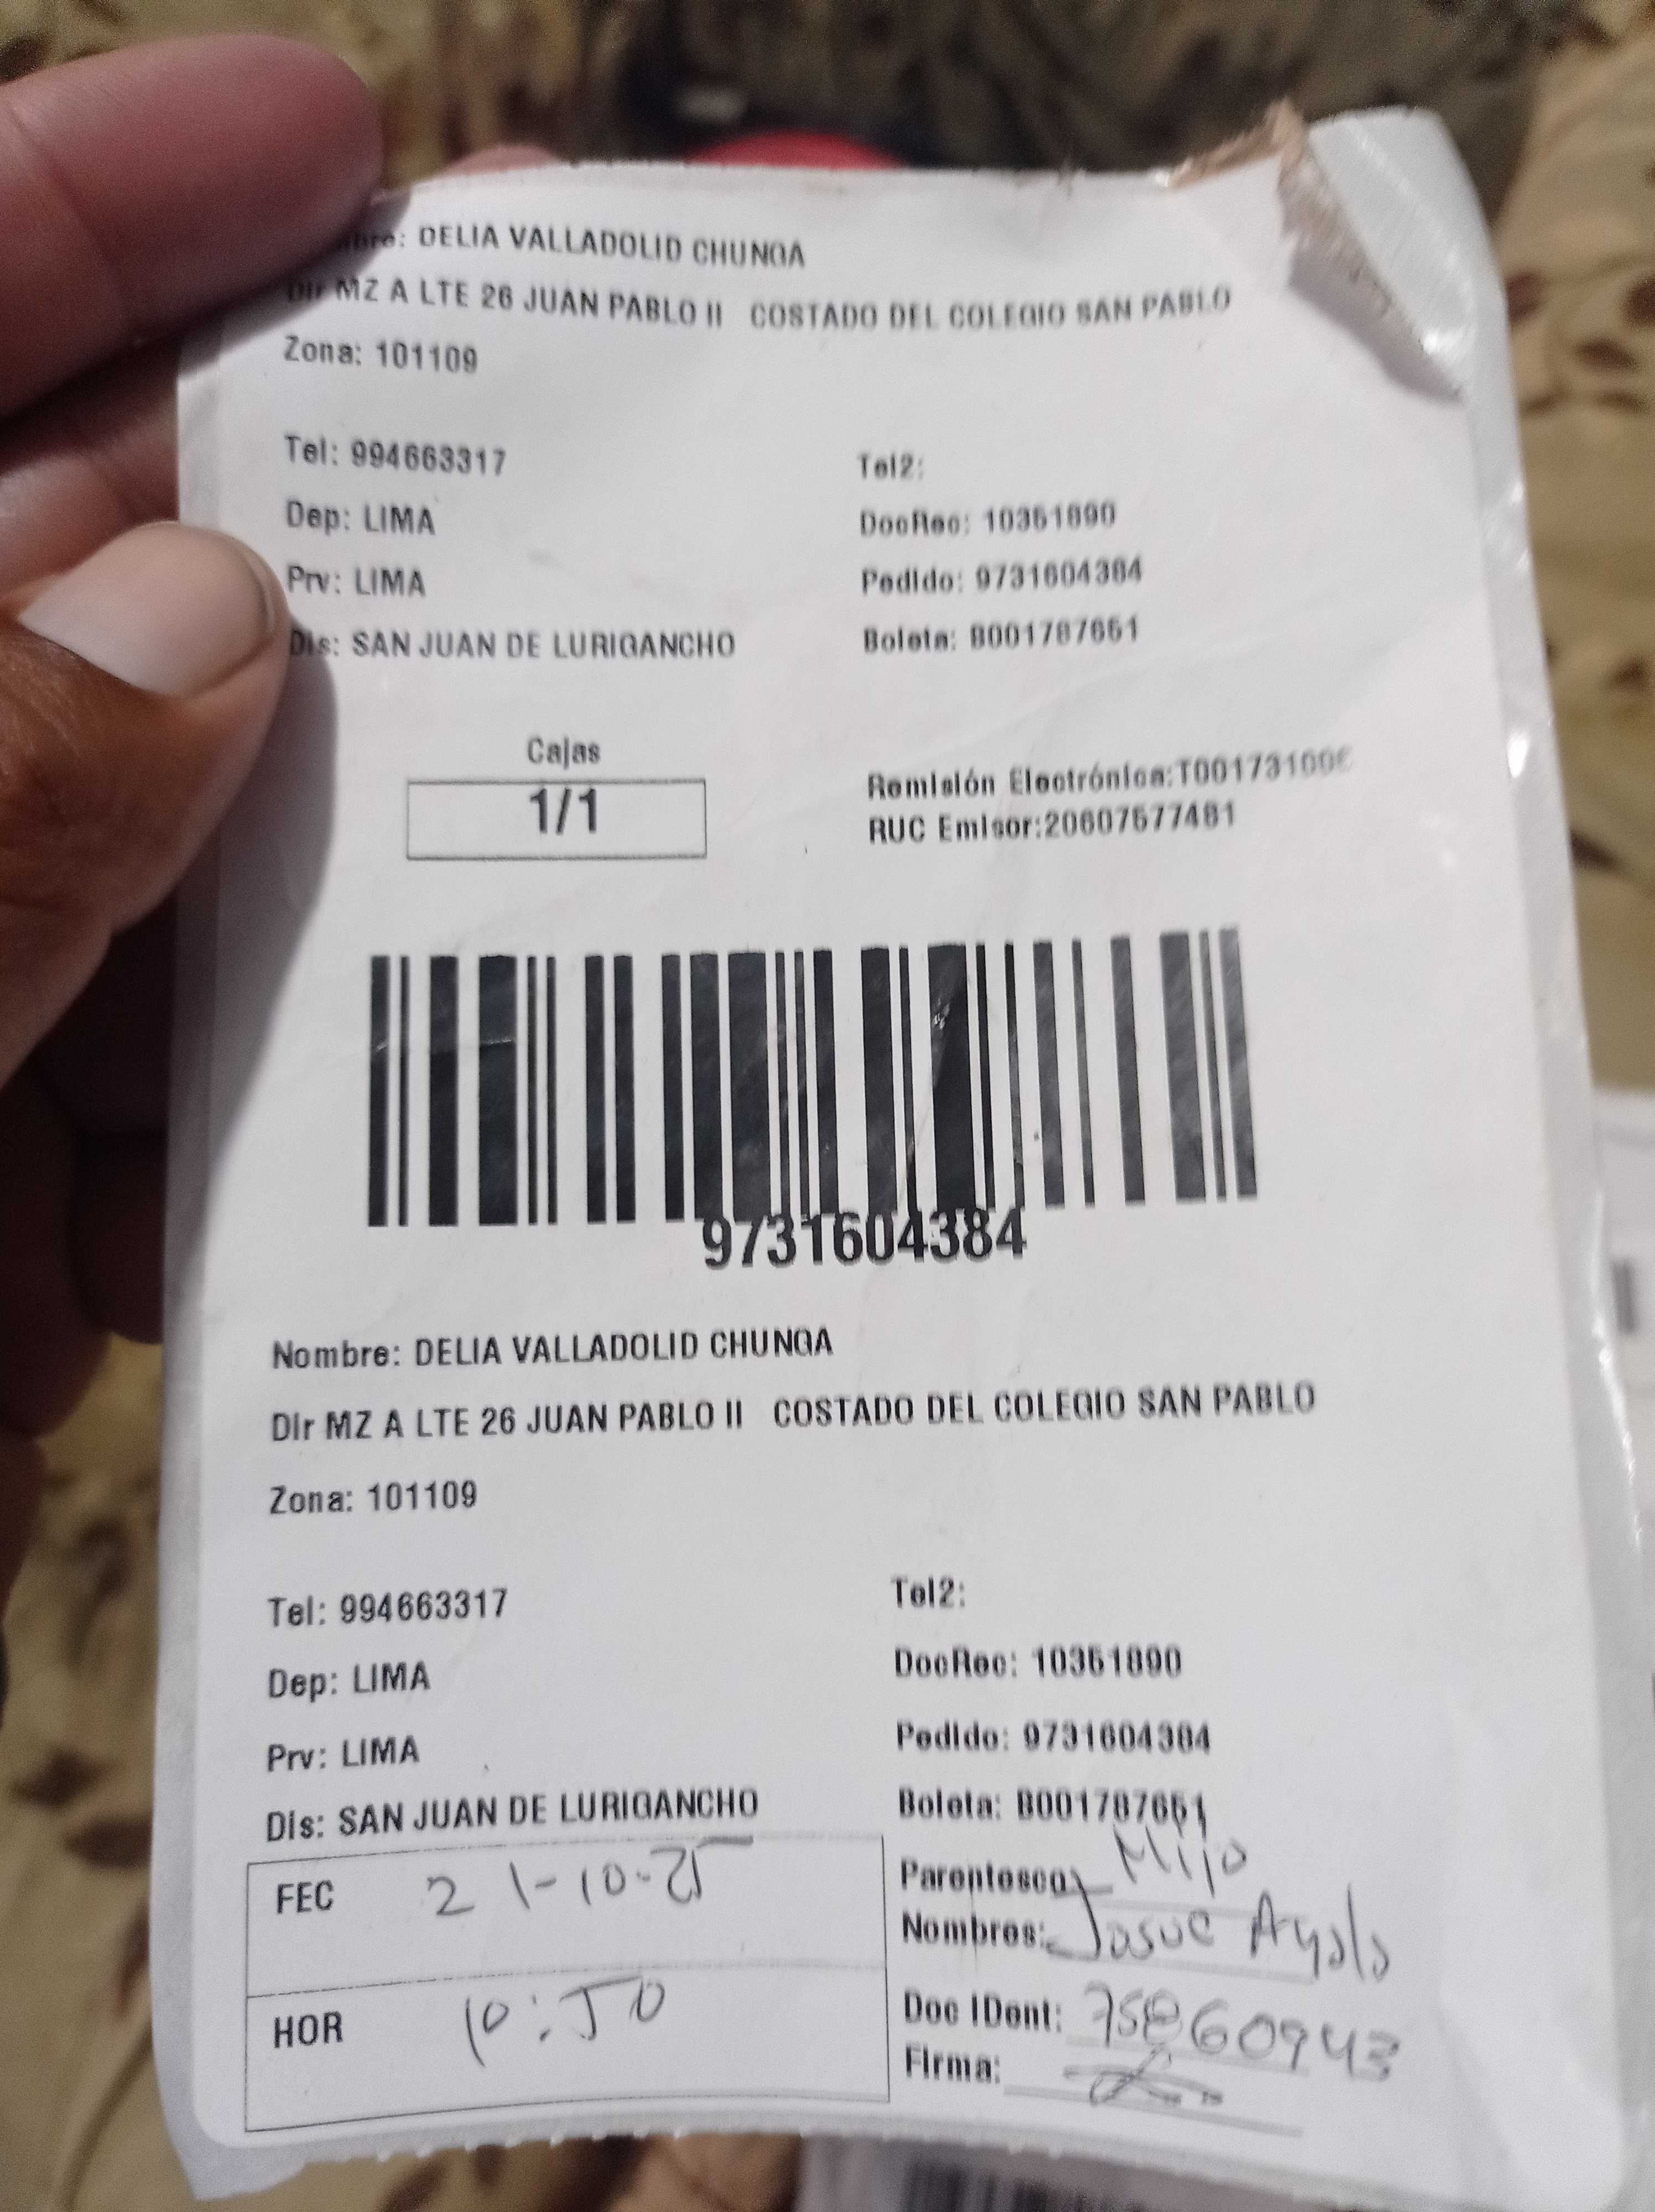 DELIA VALLADOLID CHUNGA
Dir MZ A LTE 26 JUAN PABLO II COSTADO DEL COLEGIO SAN PABLO
Zona: 101109
Tel: 994663317 Tel2:
Dep: LIMA DocRec: 10351890
Prv: LIMA Pedido: 9731604384
Dis: SAN JUAN DE LURIGANCHO Boleta: B001787651
Cajas
1/1
Remisión Electrónica:
RUC Emisor:20607577481
9731604384
Nombre: DELIA VALLADOLID CHUNGA
Dir MZ A LTE 26 JUAN PABLO II COSTADO DEL COLEGIO SAN PABLO
Zona: 101109
Tel: 994663317 Tel2:
Dep: LIMA DocRec: 10351890
Prv: LIMA Pedido: 9731604384
Dis: SAN JUAN DE LURIGANCHO Boleta: B001787651
FEC 21-10-25
HOR 10:50
Parentesco:
Nombres: Josue Ayala
Doc IDent: 75860943
Firma: